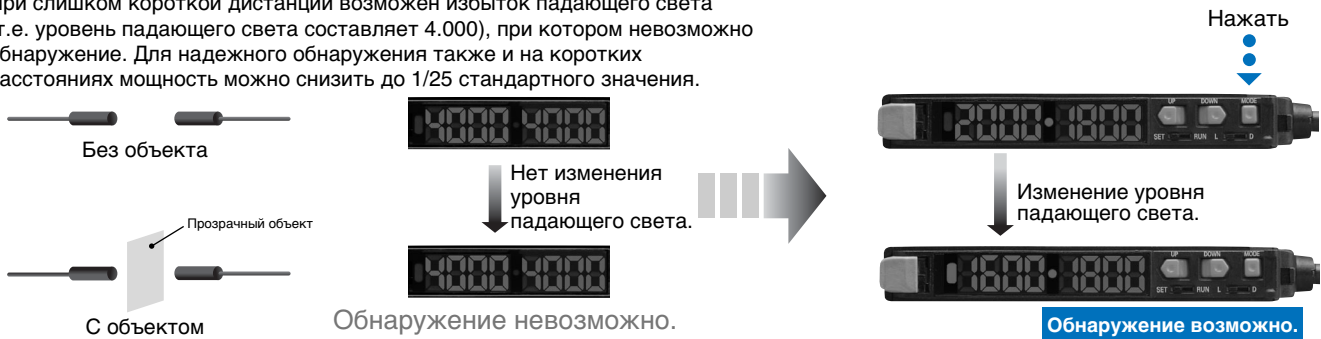 при слишком короткой дистанции возможен избыток падающего света
т.е. уровень падающего света составляет 4.000), при котором невозможно
обнаружение. Для надежного обнаружения также и на коротких
расстояниях мощность можно снизить до 1/25 стандартного значения.
Нажать
Без объекта
4000 4000
2000 1800
UP DOWN MODE
SET RUN L D
Нет изменения
уровня
падающего света.
Изменение уровня
падающего света.
Прозрачный объект
4000 4000
1600 1800
UP DOWN MODE
SET RUN L D
С объектом
Обнаружение невозможно.
Обнаружение возможно.